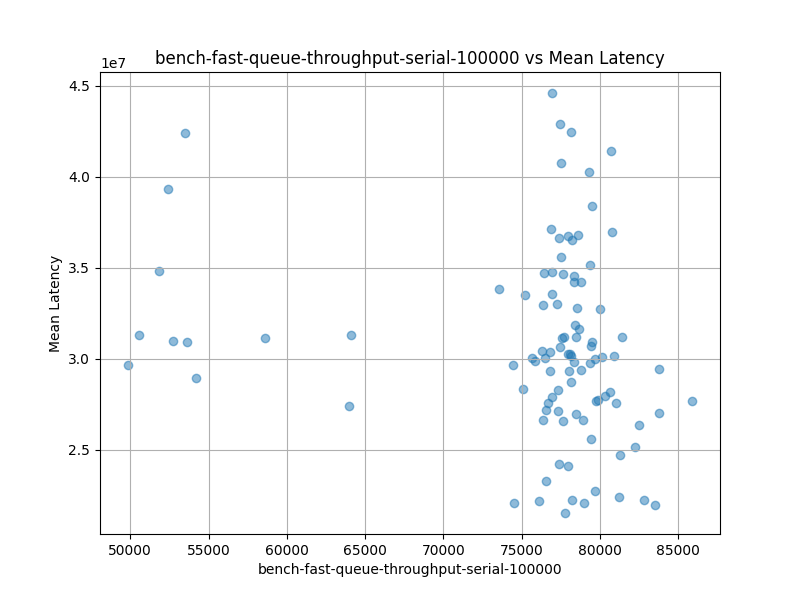 bench-fast-queue-throughput-serial-100000 vs Mean Latency
1e7
4.5
4.0
3.5
3.0
2.5
Mean Latency
50000 55000 60000 65000 70000 75000 80000 85000
bench-fast-queue-throughput-serial-100000